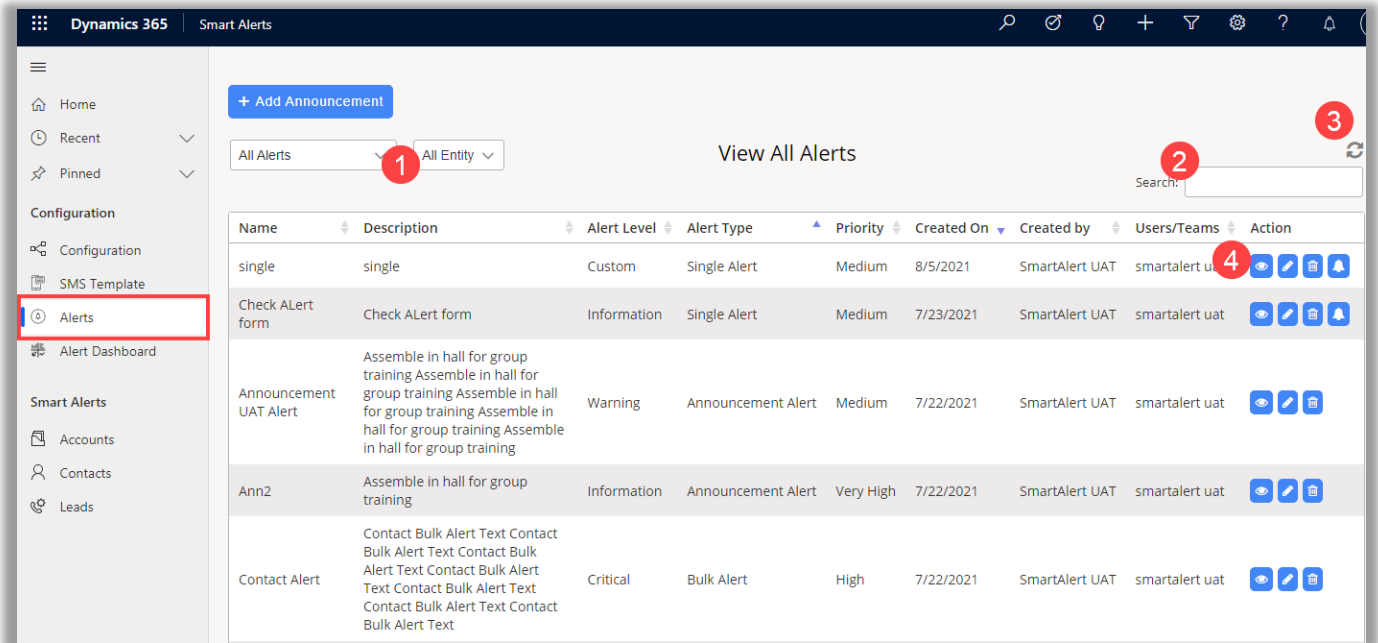 Dynamics 365 Smart Alerts
Home
Recent
Pinned
Configuration
Configuration
SMS Template
Alerts
Alert Dashboard
Smart Alerts
Accounts
Contacts
Leads
+ Add Announcement
All Alerts
1
All Entity
View All Alerts
3
2
Search:
Name Description Alert Level Alert Type Priority Created On Created by Users/Teams Action
4
single single Custom Single Alert Medium 8/5/2021 SmartAlert UAT smartalert
Check ALert
form
Check ALert form Information Single Alert Medium 7/23/2021 SmartAlert UAT smartalert uat
Announcement
UAT Alert
Assemble in hall for group
training Assemble in hall for
group training Assemble in hall
for group training Assemble in
hall for group training Assemble
in hall for group training
Warning Announcement Alert Medium 7/22/2021 SmartAlert UAT smartalert uat
Ann2
Assemble in hall for group
training
Information Announcement Alert Very High 7/22/2021 SmartAlert UAT smartalert uat
Contact Alert
Contact Bulk Alert Text Contact
Bulk Alert Text Contact Bulk
Alert Text Contact Bulk Alert
Text Contact Bulk Alert Text
Contact Bulk Alert Text Contact
Bulk Alert Text
Critical Bulk Alert High 7/22/2021 SmartAlert UAT smartalert uat